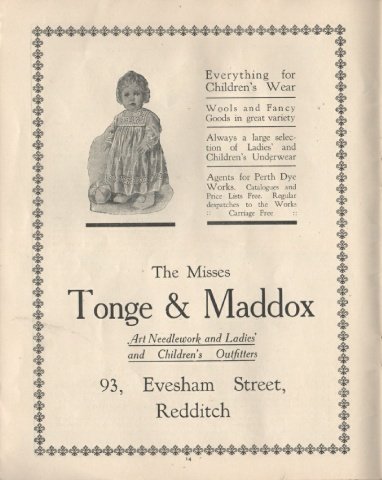 Everything for
Children's Wear
Wools and Fancy
Goods in great variety
Always a large selec-
tion of Ladies' and
Children's Underwear
Agents for Perth Dye
Works. Catalogues and
Price Lists Free. Regular
despatches to the Works
:: Carriage Free ::
The Misses
Tonge & Maddox
Art Needlework and Ladies'
and Children's Outfitters
93, Evesham Street,
Redditch
14